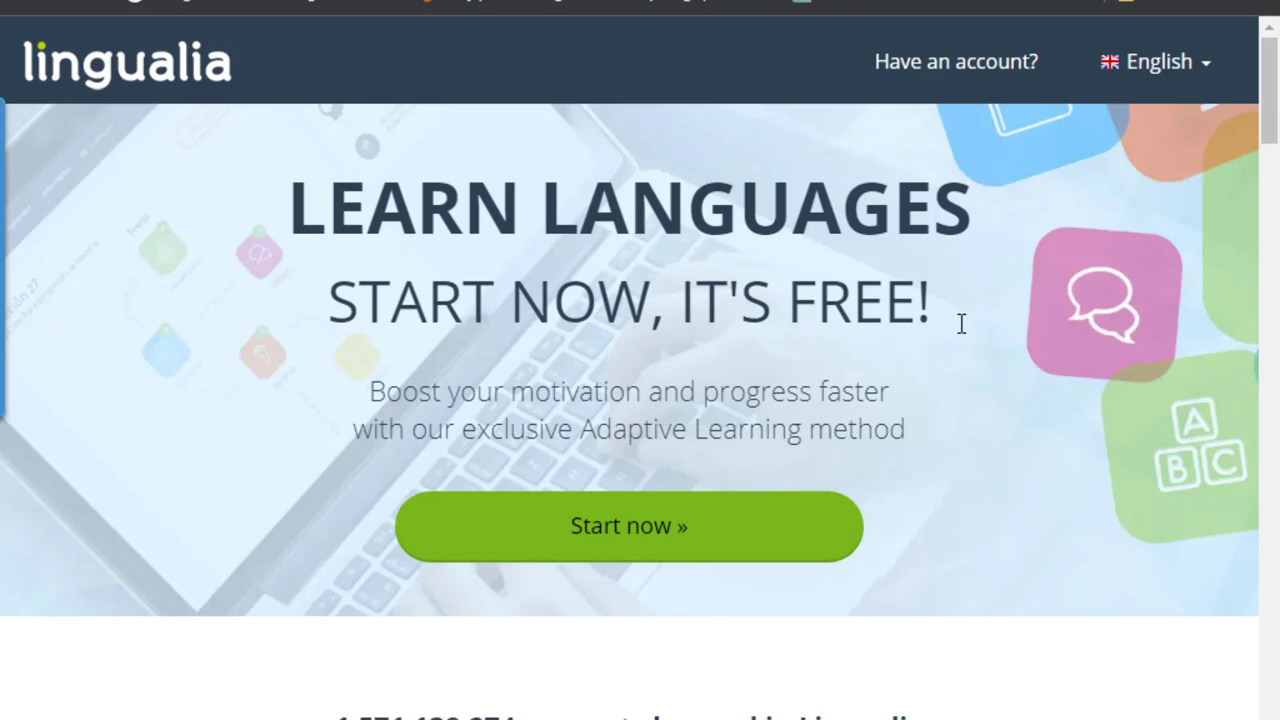 lingualia
Have an account?
English
LEARN LANGUAGES
START NOW, IT'S FREE!
Boost your motivation and progress faster
with our exclusive Adaptive Learning method
Start now »
A
B C